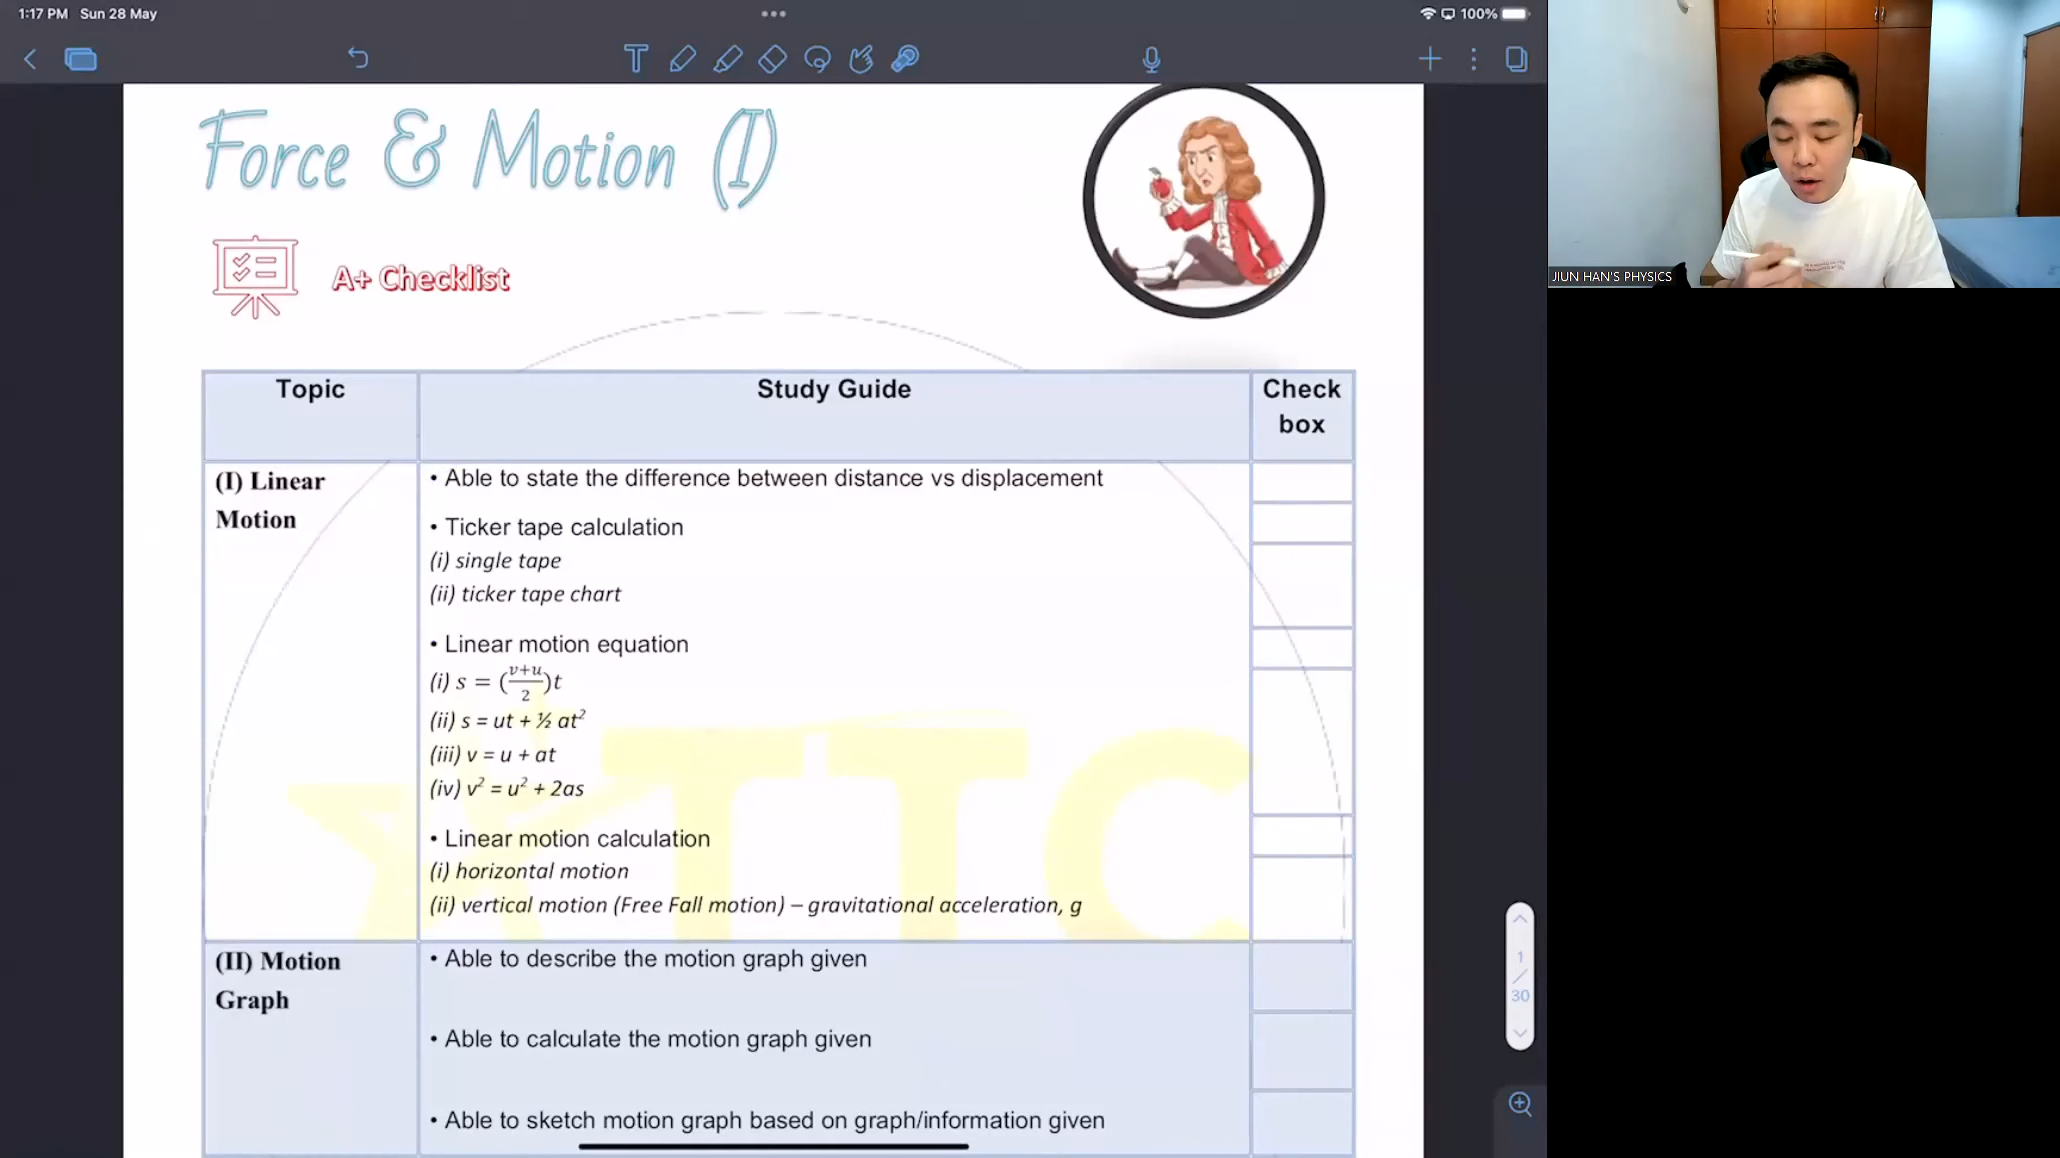 1:17 PM Sun 28 May
100%
Force & Motion (I)
A+ Checklist
JIUN HAN'S PHYSICS
Topic
Study Guide
Check
box
(I) Linear
Motion
• Able to state the difference between distance vs displacement
• Ticker tape calculation
(i) single tape
(ii) ticker tape chart
• Linear motion equation
(i) s = (v+u/2)t
(ii) s = ut + ½ at²
(iii) v = u + at
(iv) v² = u² + 2as
• Linear motion calculation
(i) horizontal motion
(ii) vertical motion (Free Fall motion) – gravitational acceleration, g
TTC
(II) Motion
Graph
• Able to describe the motion graph given
• Able to calculate the motion graph given
• Able to sketch motion graph based on graph/information given
1
/
30